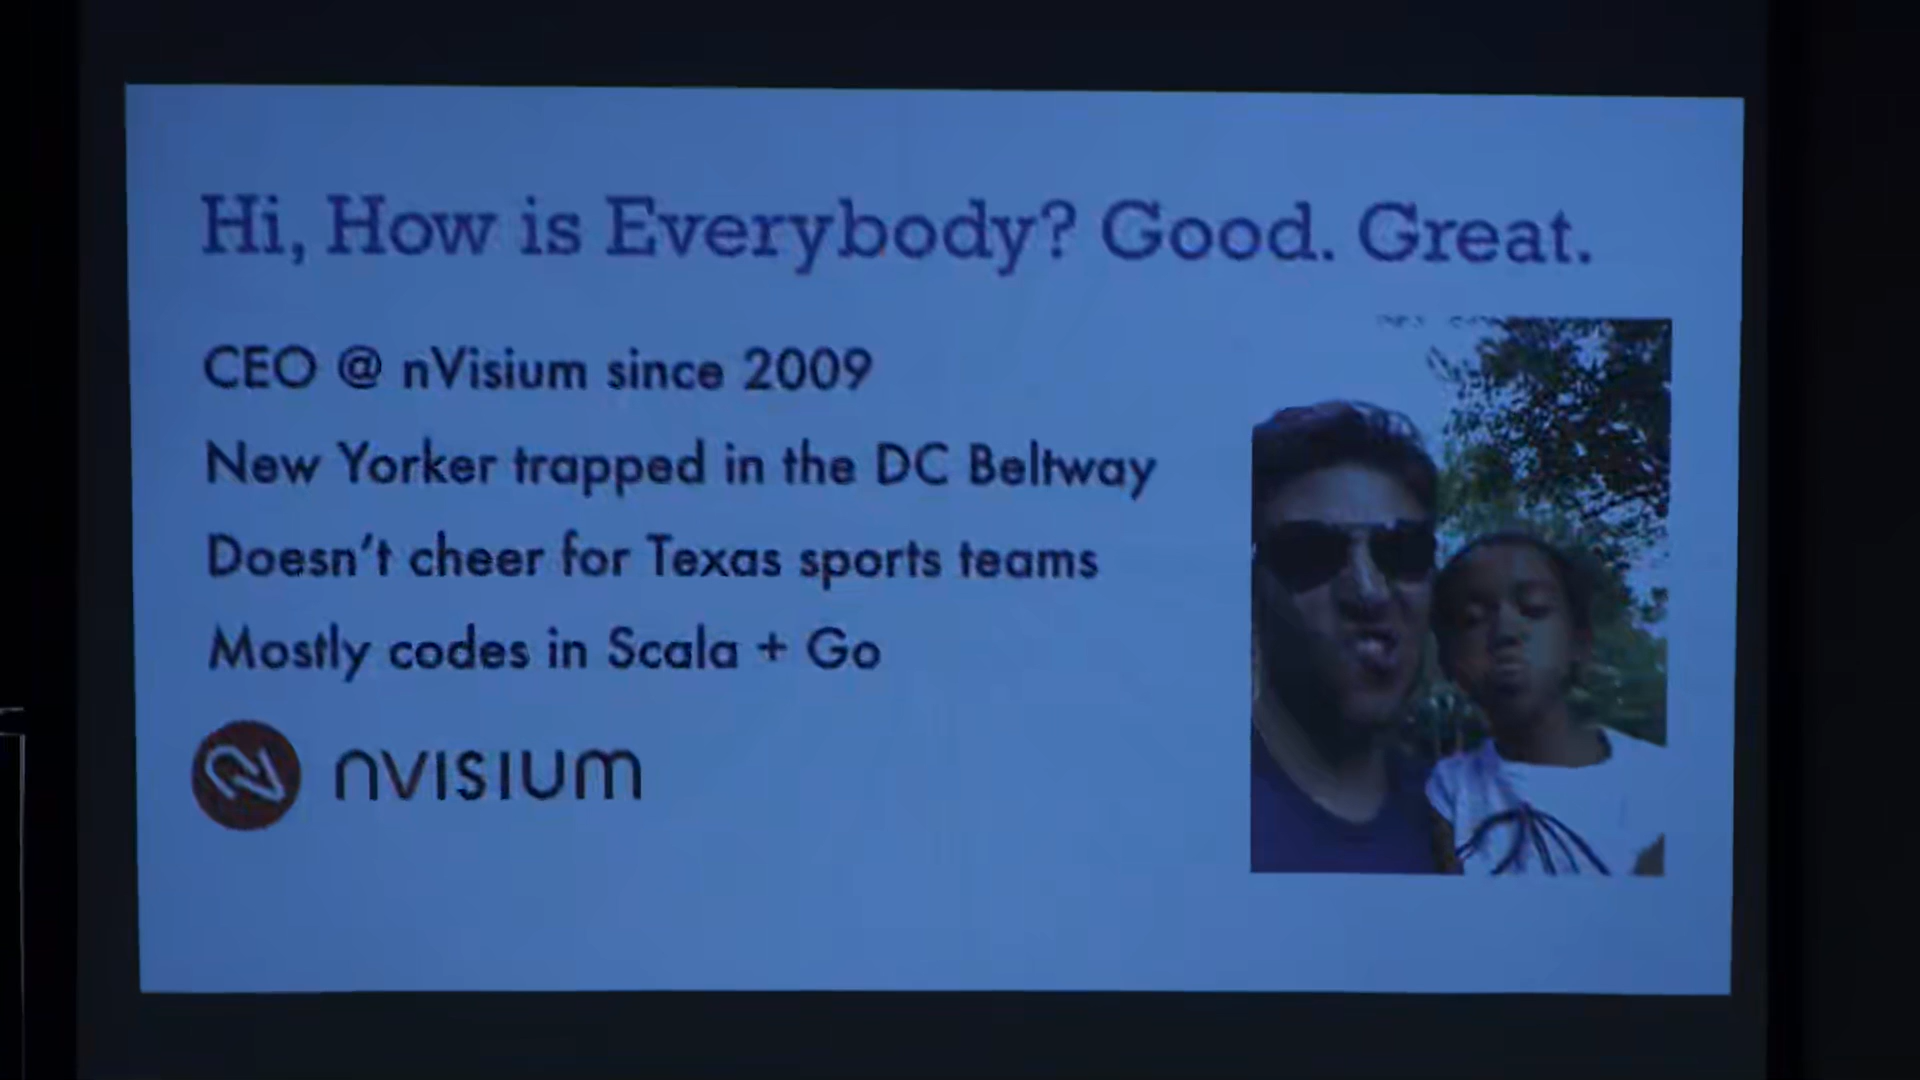 Hi, How is Everybody? Good. Great.
CEO @ nVisium since 2009
New Yorker trapped in the DC Beltway
Doesn't cheer for Texas sports teams
Mostly codes in Scala + Go
nVISIUM